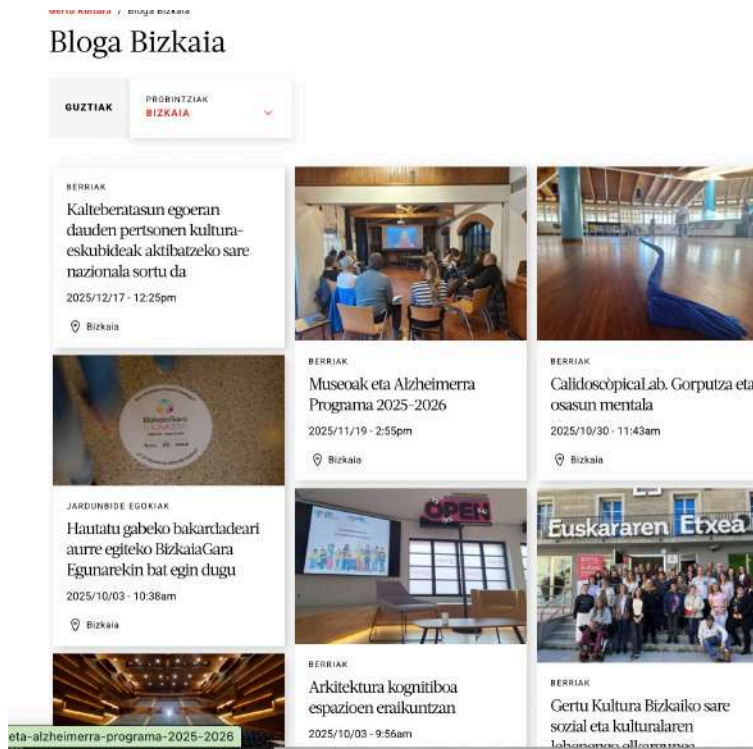 Gertu Kultura / Bloga Bizkaia
Bloga Bizkaia
GUZTIAK
PROBINTZIAK
BIZKAIA
BERRIAK
Kalteberatasun egoeran
dauden pertsonen kultura-
eskubideak aktibatzeko sare
nazionala sortu da
2025/12/17 - 12:25pm
Bizkaia
BizkaiaGara
JARDUNBIDE EGOKIAK
Hautatu gabeko bakardadeari
aurre egiteko BizkaiaGara
Egunarekin bat egin dugu
2025/10/03 - 10:38am
Bizkaia
BERRIAK
Museoak eta Alzheimerra
Programa 2025-2026
2025/11/19 - 2:55pm
Bizkaia
OPEN
BERRIAK
Arkitektura kognitiboa
espazioen eraikuntzan
2025/10/03 - 9:56am
BERRIAK
CalidoscòpicaLab. Gorputza eta
osasun mentala
2025/10/30 - 11:43am
Bizkaia
Euskararen Etxea
BERRIAK
Gertu Kultura Bizkaiko sare
sozial eta kulturalaren
lehenengo elkargunea
eta-alzheimerra-programa-2025-2026